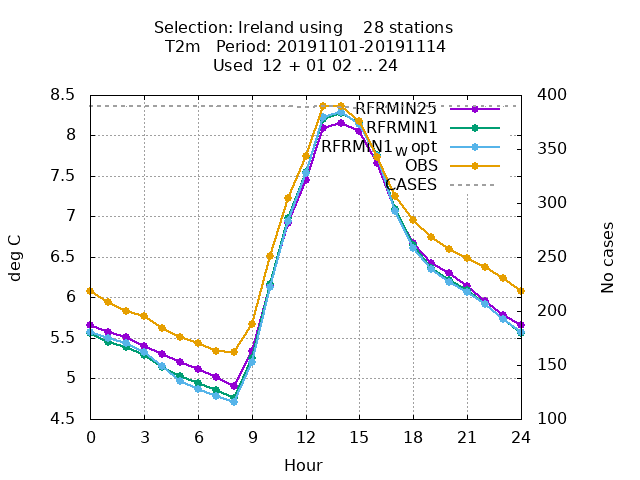 Selection: Ireland using    28 stations
T2m   Period: 20191101-20191114
Used  12 + 01 02 ... 24
8.5
8
7.5
7
6.5
6
5.5
5
4.5
deg C
400
350
300
250
200
150
100
No cases
RFRMIN25
RFRMIN1
RFRMIN1w opt
OBS
CASES
0 3 6 9 12 15 18 21 24
Hour